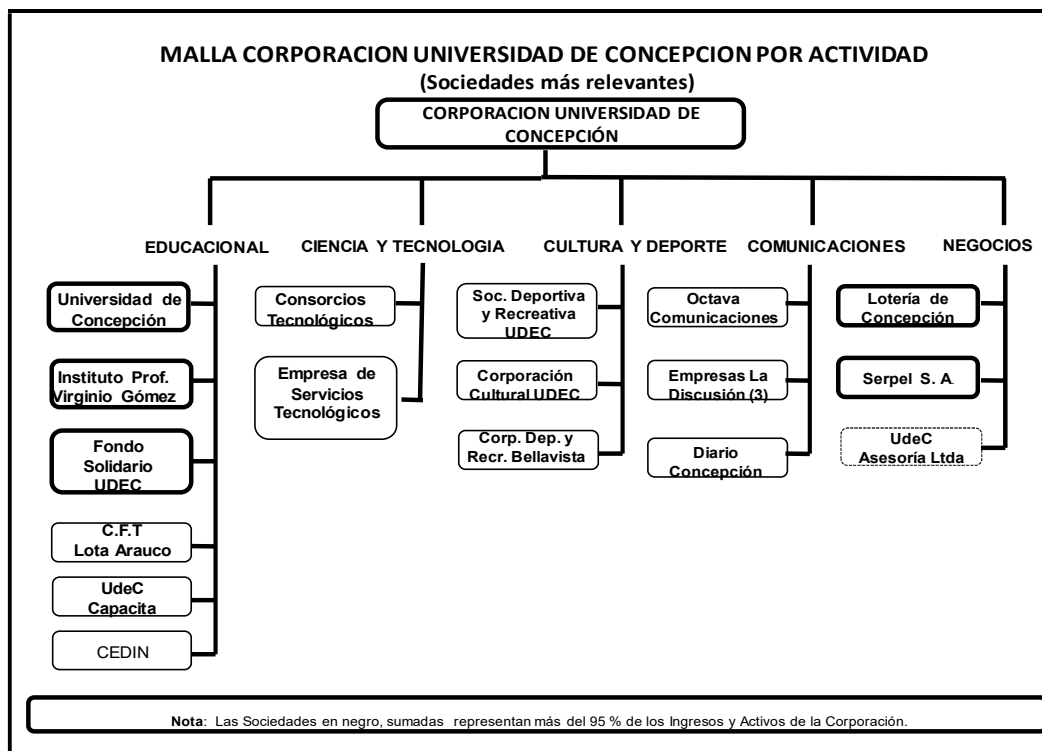 MALLA CORPORACION UNIVERSIDAD DE CONCEPCION POR ACTIVIDAD
(Sociedades más relevantes)
CORPORACION UNIVERSIDAD DE
CONCEPCIÓN
EDUCACIONAL
Universidad de
Concepción
Instituto Prof.
Virginio Gómez
Fondo
Solidario
UDEC
C.F.T
Lota Arauco
UdeC
Capacita
CEDIN
CIENCIA Y TECNOLOGIA
Consorcios
Tecnológicos
Empresa de
Servicios
Tecnológicos
CULTURA Y DEPORTE
Soc. Deportiva
y Recreativa
UDEC
Corporación
Cultural UDEC
Corp. Dep. y
Recr. Bellavista
COMUNICACIONES
Octava
Comunicaciones
Empresas La
Discusión (3)
Diario
Concepción
NEGOCIOS
Lotería de
Concepción
Serpel S. A.
UdeC
Asesoría Ltda
Nota: Las Sociedades en negro, sumadas representan más del 95 % de los Ingresos y Activos de la Corporación.